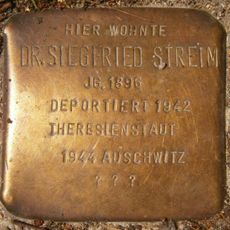 HIER WOHNTE
DR. SIEGFRIED STREIM
JG. 1896
DEPORTIERT 1942
THERESIENSTADT
1944 AUSCHWITZ
? ? ?